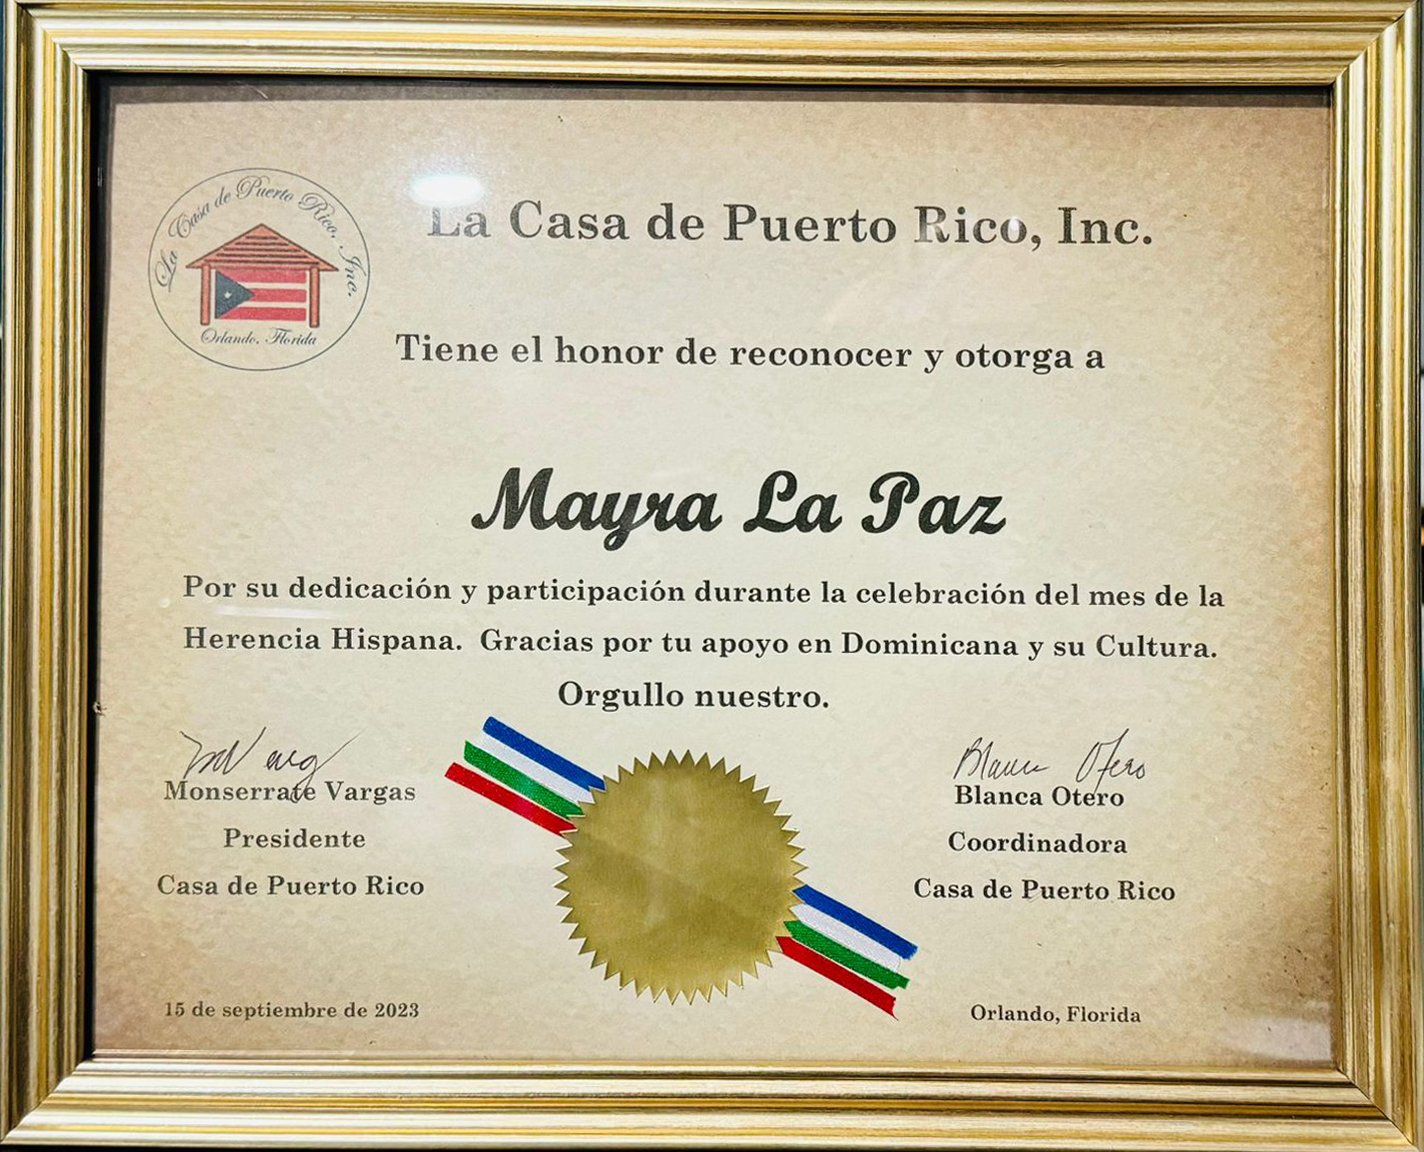 La Casa de Puerto Rico, Inc.
Orlando, Florida
La Casa de Puerto Rico, Inc.
Tiene el honor de reconocer y otorga a
Mayra La Paz
Por su dedicación y participación durante la celebración del mes de la
Herencia Hispana. Gracias por tu apoyo en Dominicana y su Cultura.
Orgullo nuestro.
Monserrate Vargas
Presidente
Casa de Puerto Rico
Blanca Otero
Blanca Otero
Coordinadora
Casa de Puerto Rico
15 de septiembre de 2023
Orlando, Florida